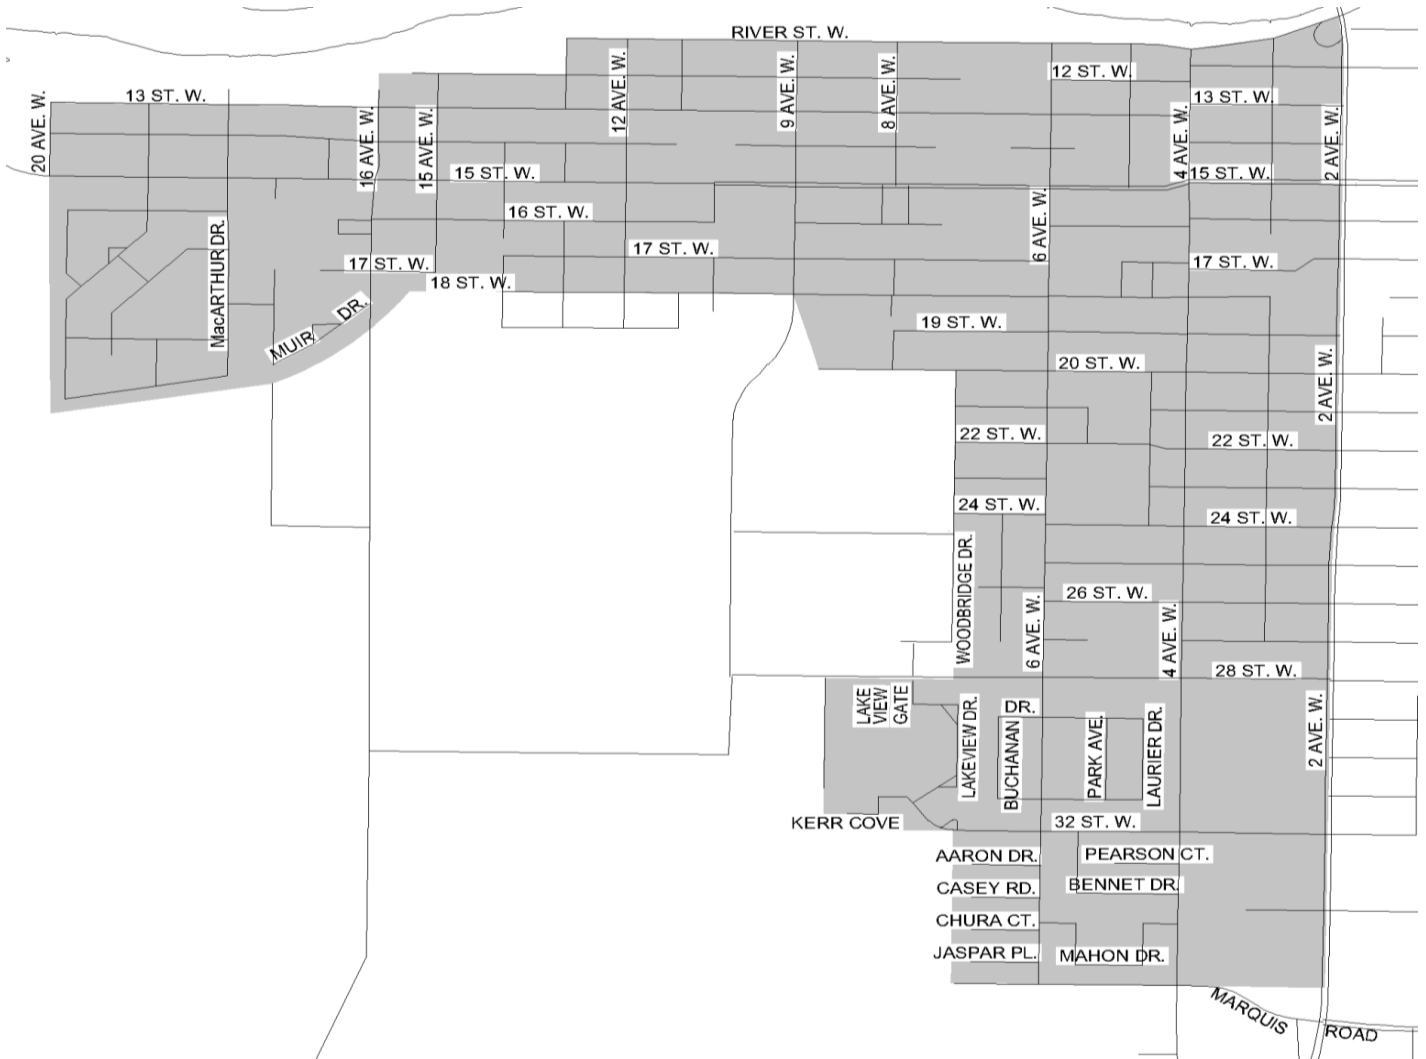 RIVER ST. W.
12 ST. W.
13 ST. W.
13 ST. W.
20 AVE. W.
16 AVE. W.
15 AVE. W.
12 AVE. W.
9 AVE. W.
8 AVE. W.
4 AVE. W.
2 AVE. W.
15 ST. W.
15 ST. W.
16 ST. W.
6 AVE. W.
MacARTHUR DR.
17 ST. W.
17 ST. W.
17 ST. W.
18 ST. W.
MUIR DR.
19 ST. W.
20 ST. W.
2 AVE. W.
22 ST. W.
22 ST. W.
24 ST. W.
24 ST. W.
WOODBRIDGE DR.
26 ST. W.
6 AVE. W.
4 AVE. W.
28 ST. W.
LAKE
VIEW
GATE
LAKEVIEW DR.
BUCHANAN DR.
PARK AVE.
LAURIER DR.
2 AVE. W.
KERR COVE
32 ST. W.
AARON DR.
PEARSON CT.
CASEY RD.
BENNET DR.
CHURA CT.
JASPAR PL.
MAHON DR.
MARQUIS ROAD